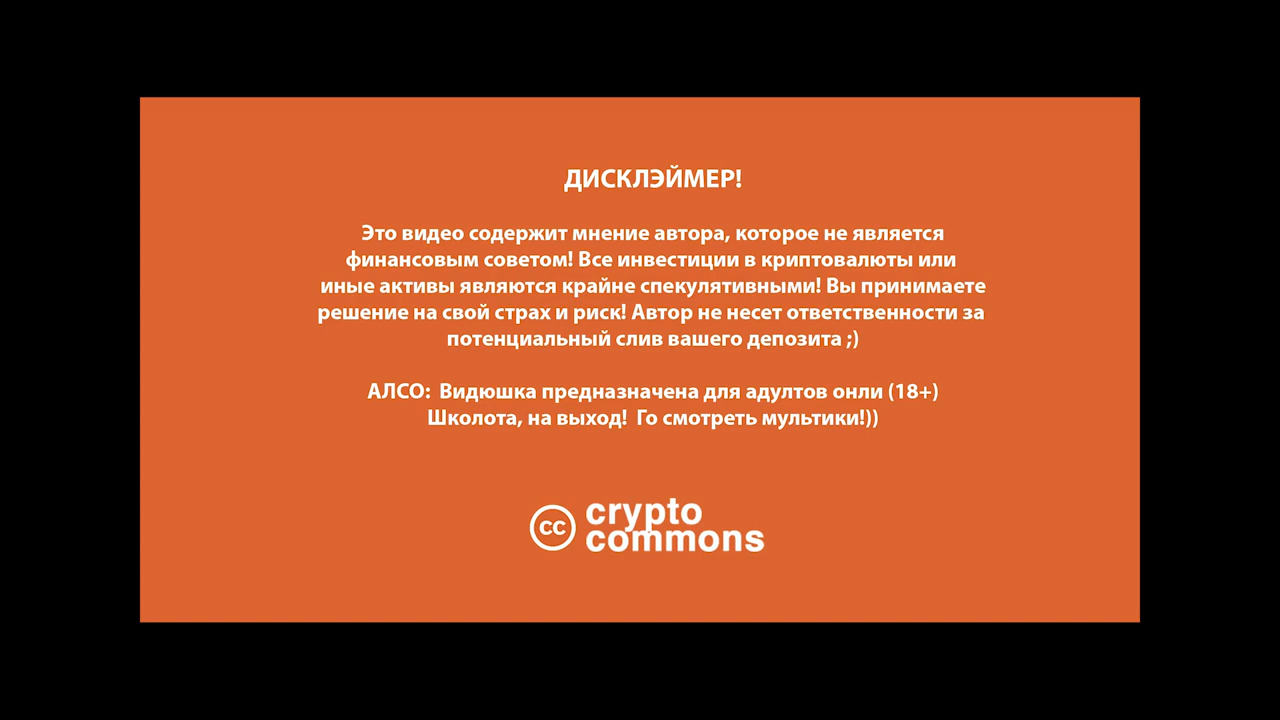 ДИСКЛЭЙМЕР!
Это видео содержит мнение автора, которое не является
финансовым советом! Все инвестиции в криптовалюты или
иные активы являются крайне спекулятивными! Вы принимаете
решение на свой страх и риск! Автор не несет ответственности за
потенциальный слив вашего депозита ;)
АЛСО:  Видюшка предназначена для адултов онли (18+)
Школота, на выход!  Го смотреть мультики!))
cc crypto
commons